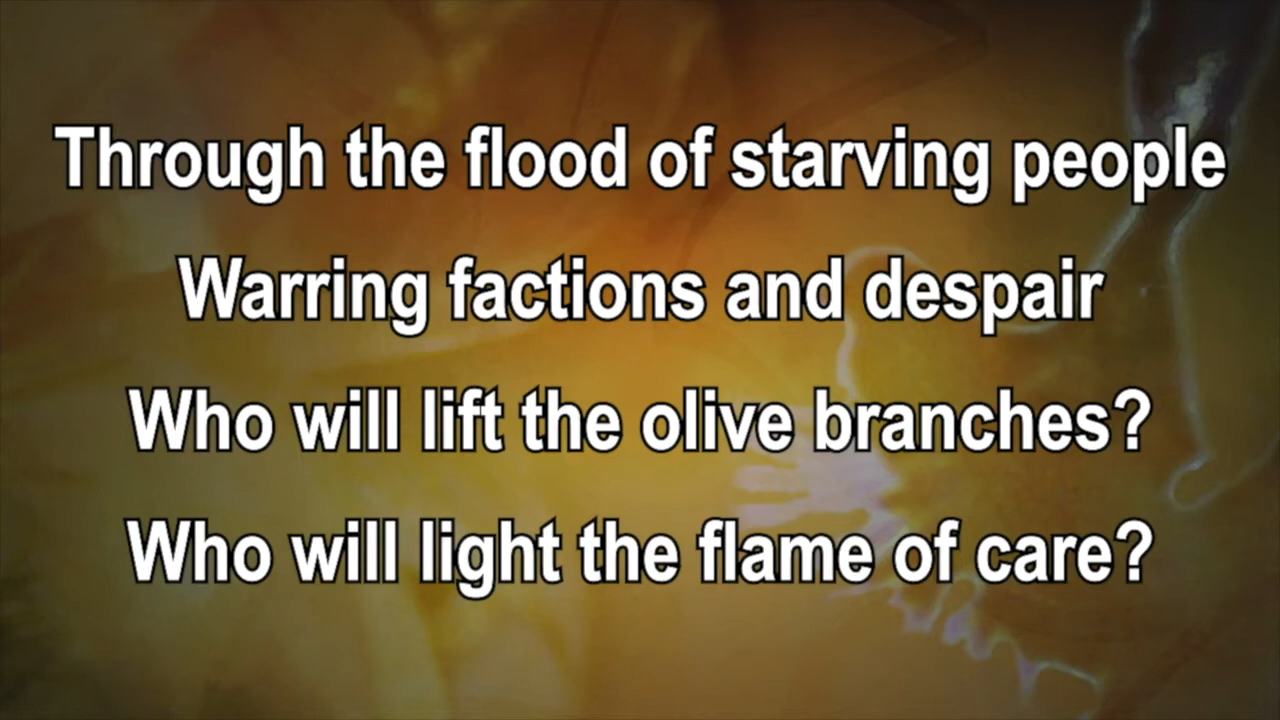 Through the flood of starving people
Warring factions and despair
Who will lift the olive branches?
Who will light the flame of care?